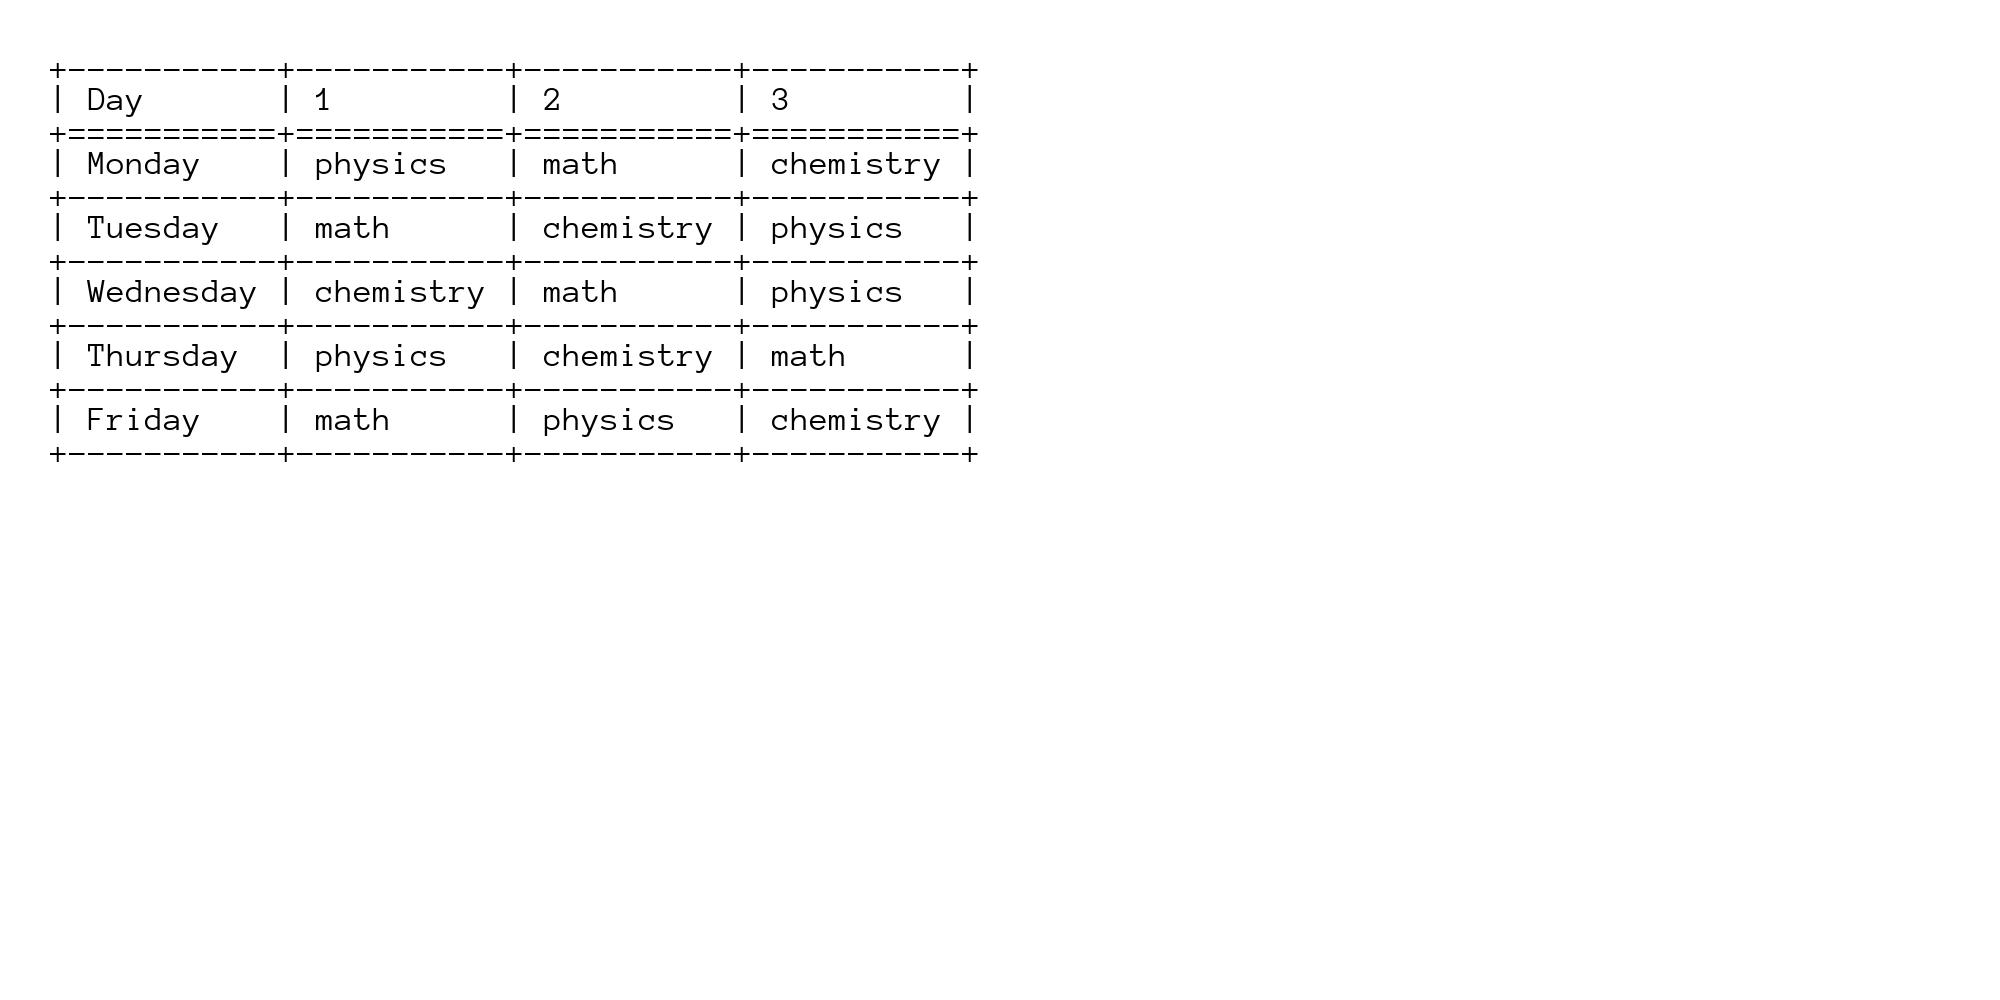 +-----------+-----------+-----------+-----------+
| Day       | 1         | 2         | 3         |
+===========+===========+===========+===========+
| Monday    | physics   | math      | chemistry |
+-----------+-----------+-----------+-----------+
| Tuesday   | math      | chemistry | physics   |
+-----------+-----------+-----------+-----------+
| Wednesday | chemistry | math      | physics   |
+-----------+-----------+-----------+-----------+
| Thursday  | physics   | chemistry | math      |
+-----------+-----------+-----------+-----------+
| Friday    | math      | physics   | chemistry |
+-----------+-----------+-----------+-----------+